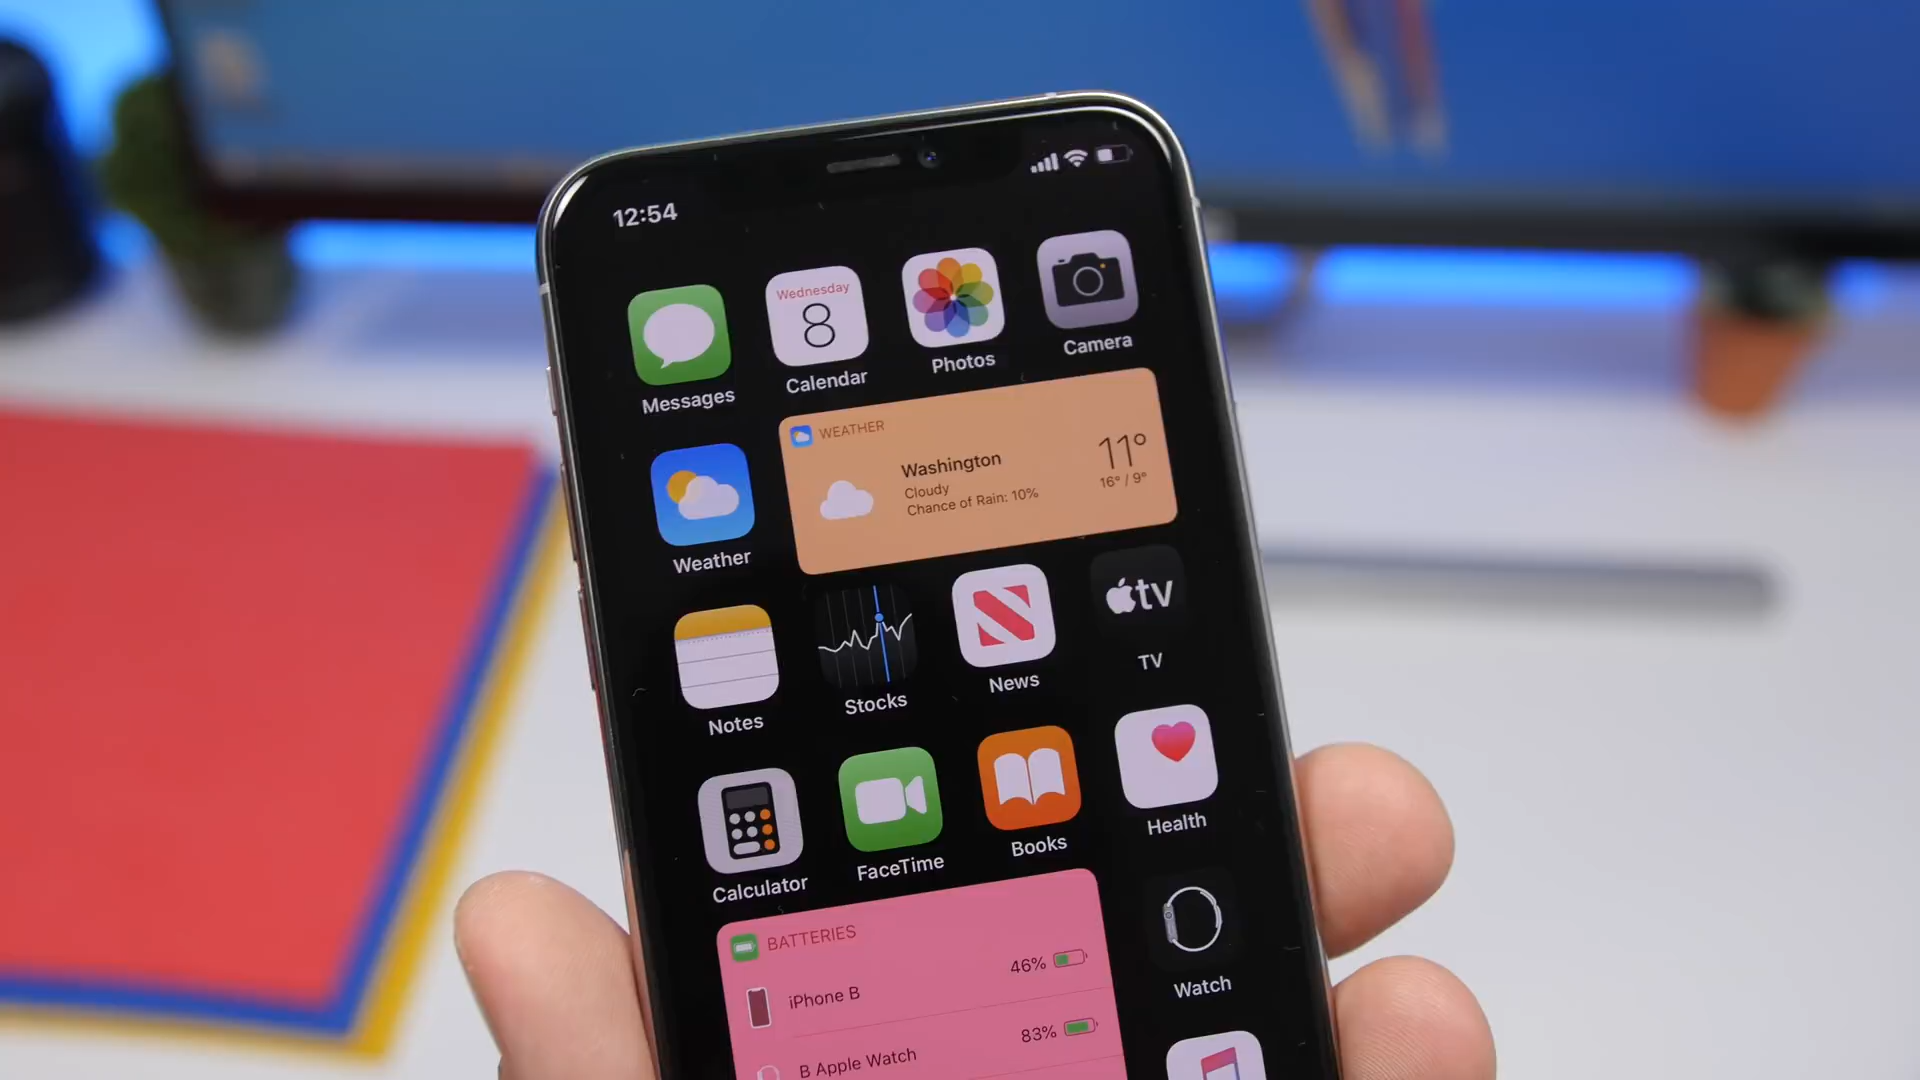 12:54
Wednesday
8
Messages
Calendar
Photos
Camera
WEATHER
Washington
Cloudy
Chance of Rain: 10%
11°
16° / 9°
Weather
tv
Notes
Stocks
News
TV
Calculator
FaceTime
Books
Health
BATTERIES
iPhone B
46%
B Apple Watch
83%
Watch